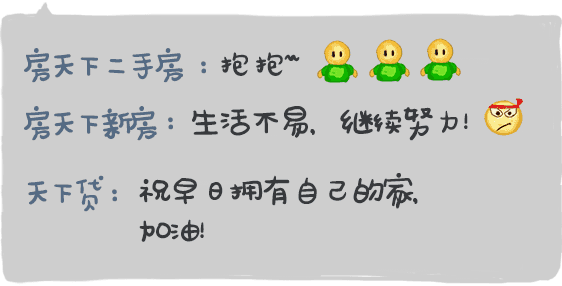 房天下二手房：抱抱~
房天下新房：生活不易，继续努力！
天下贷：祝早日拥有自己的家，
加油！